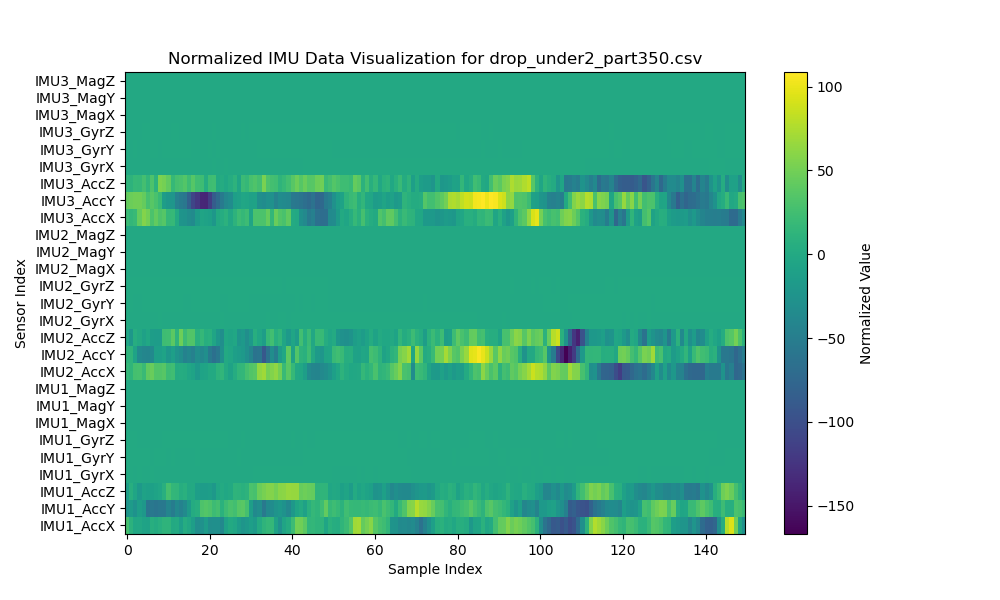 Normalized IMU Data Visualization for drop_under2_part350.csv
IMU3_MagZ
IMU3_MagY
IMU3_MagX
IMU3_GyrZ
IMU3_GyrY
IMU3_GyrX
IMU3_AccZ
IMU3_AccY
IMU3_AccX
IMU2_MagZ
IMU2_MagY
IMU2_MagX
IMU2_GyrZ
IMU2_GyrY
IMU2_GyrX
IMU2_AccZ
IMU2_AccY
IMU2_AccX
IMU1_MagZ
IMU1_MagY
IMU1_MagX
IMU1_GyrZ
IMU1_GyrY
IMU1_GyrX
IMU1_AccZ
IMU1_AccY
IMU1_AccX
Sensor Index
0 20 40 60 80 100 120 140
Sample Index
100
50
0
−50
−100
−150
Normalized Value